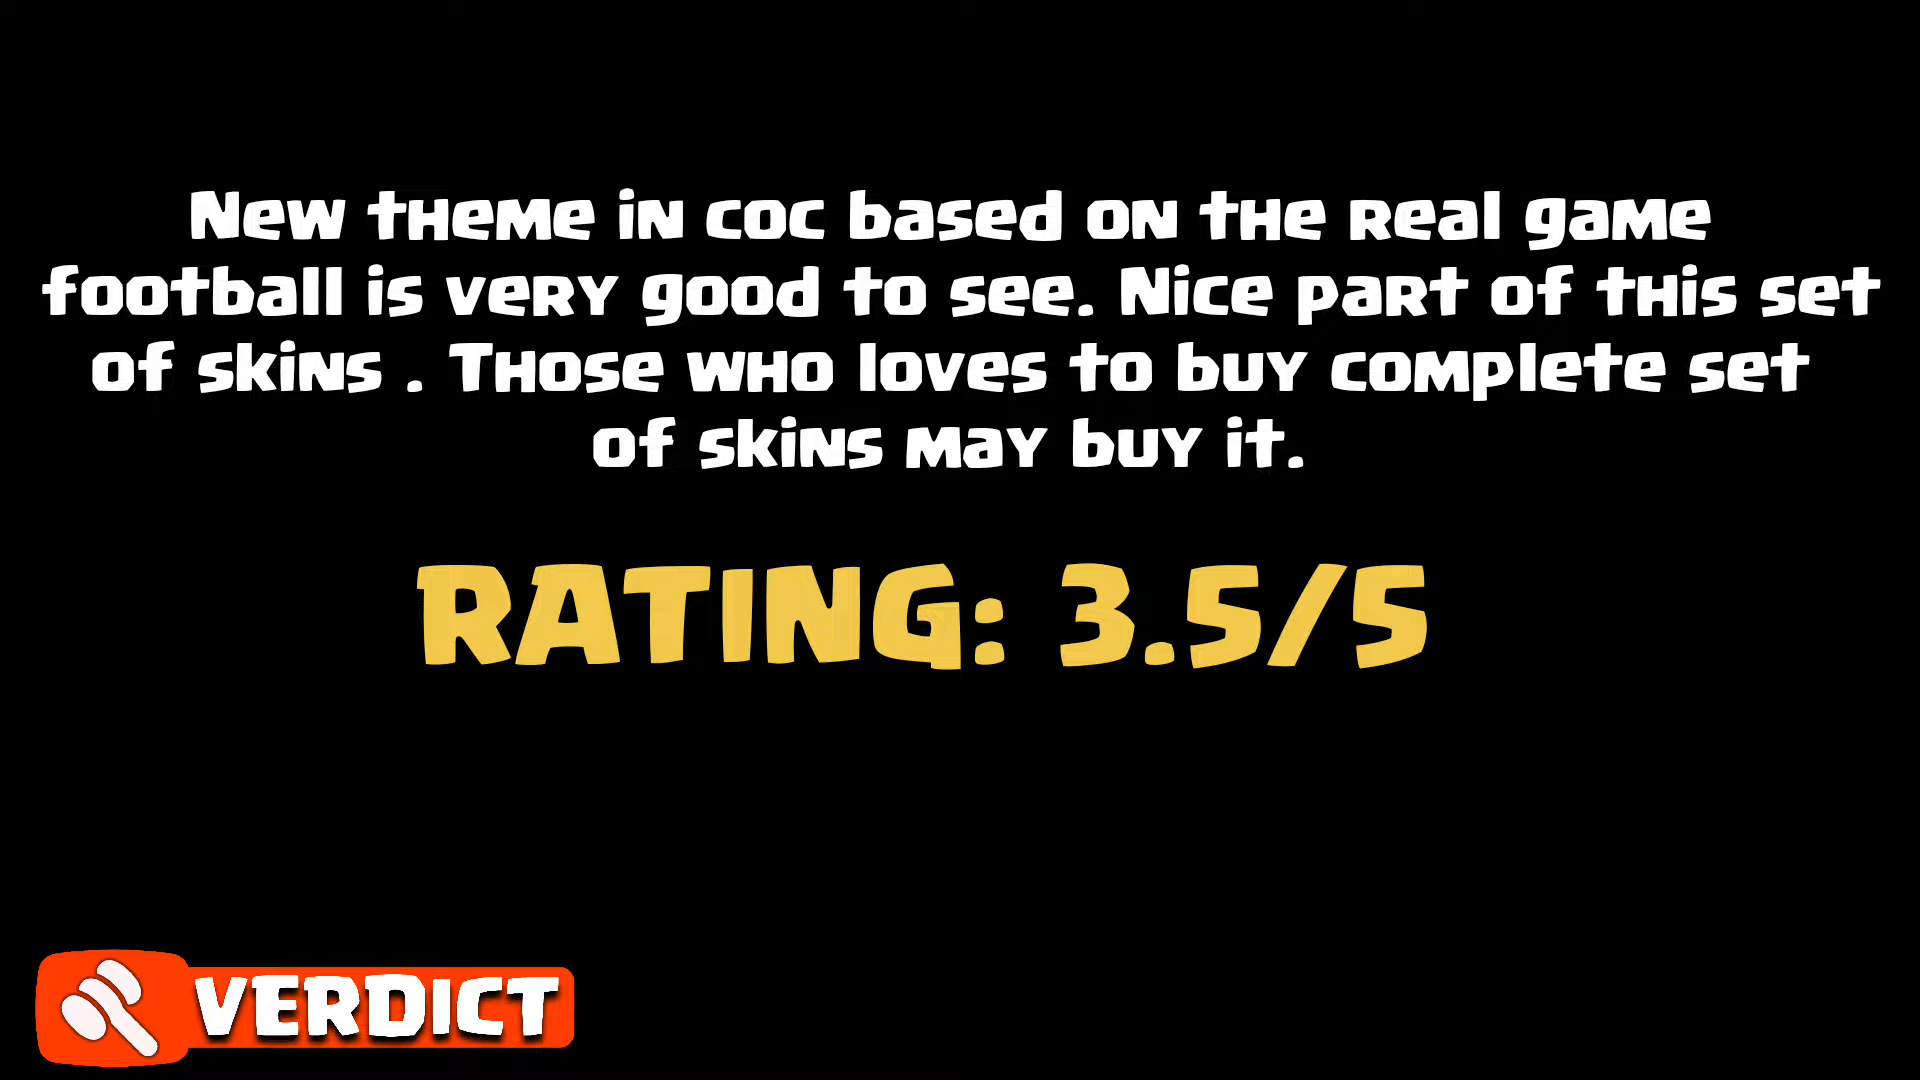 New theme in coc based on the real game
football is very good to see. Nice part of this set
of skins . Those who loves to buy complete set
of skins may buy it.
RATING: 3.5/5
VERDICT